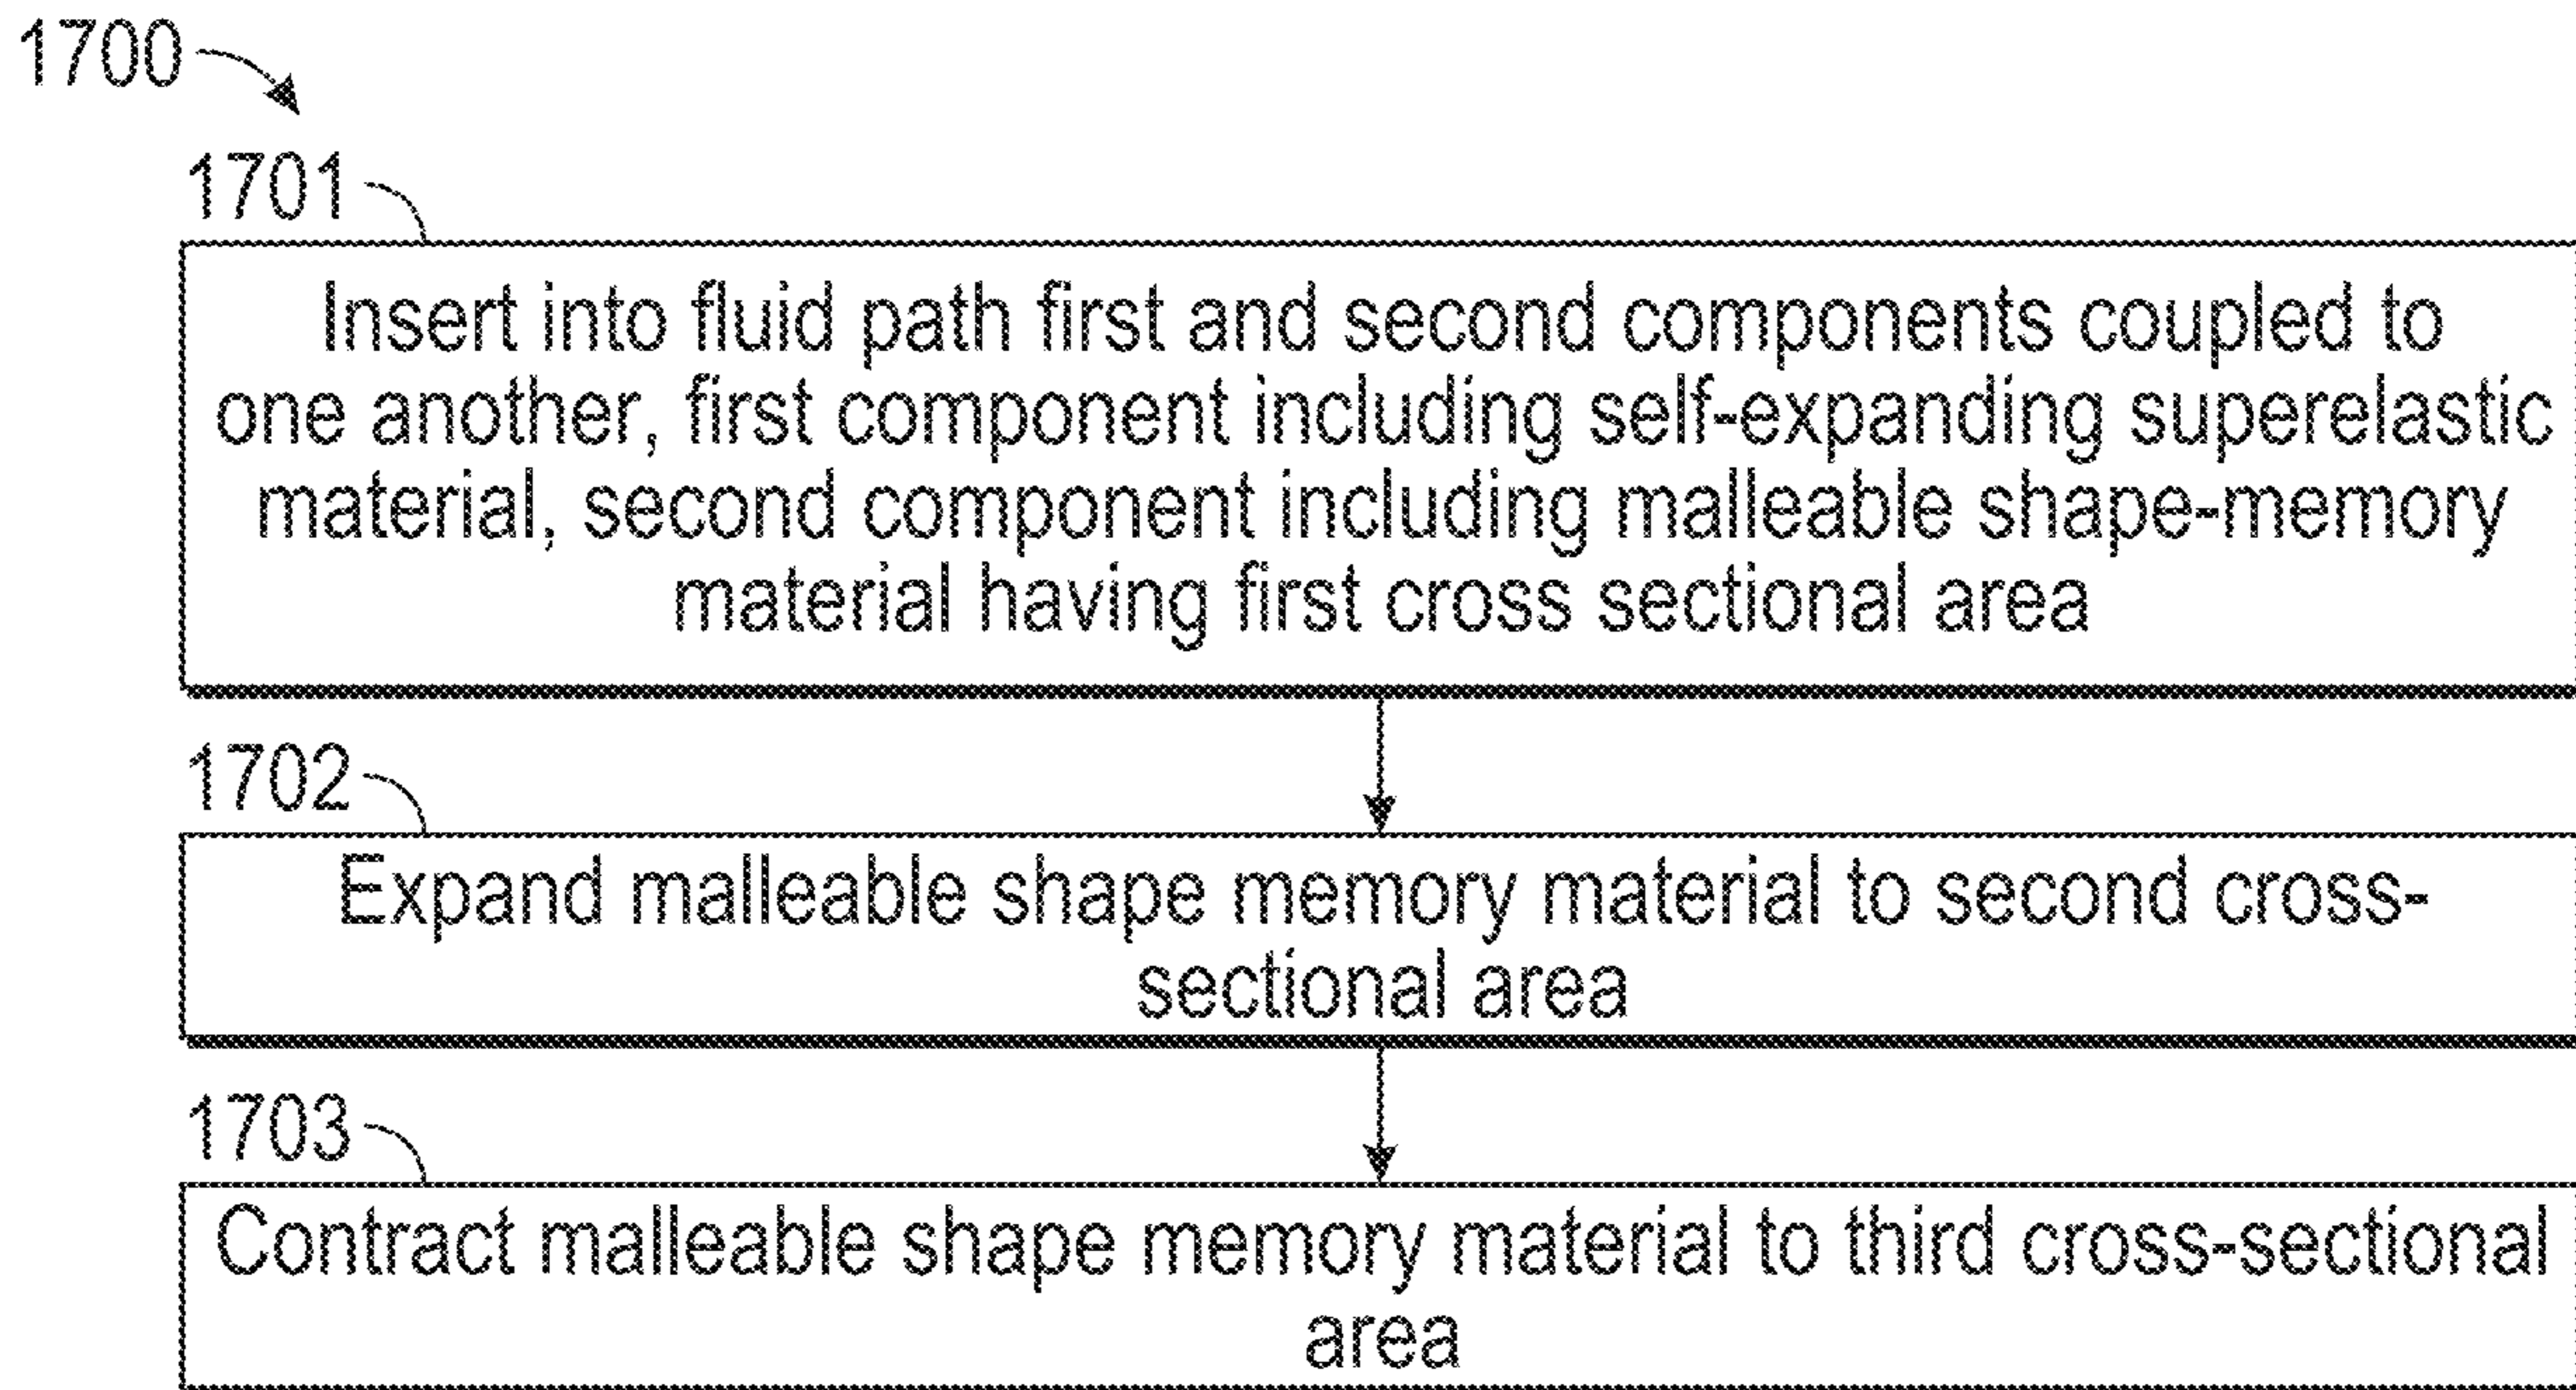 1700
1701
Insert into fluid path first and second components coupled to
one another, first component including self-expanding superelastic
material, second component including malleable shape-memory
material having first cross sectional area
1702
Expand malleable shape memory material to second cross-
sectional area
1703
Contract malleable shape memory material to third cross-sectional
area